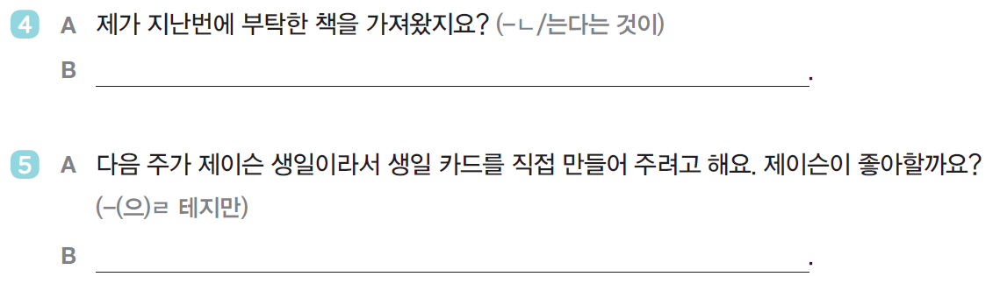 4 A 제가 지난번에 부탁한 책을 가져왔지요? (-ㄴ/는다는 것이)
B .
5 A 다음 주가 제이슨 생일이라서 생일 카드를 직접 만들어 주려고 해요. 제이슨이 좋아할까요?
(-(으)ㄹ 테지만)
B .